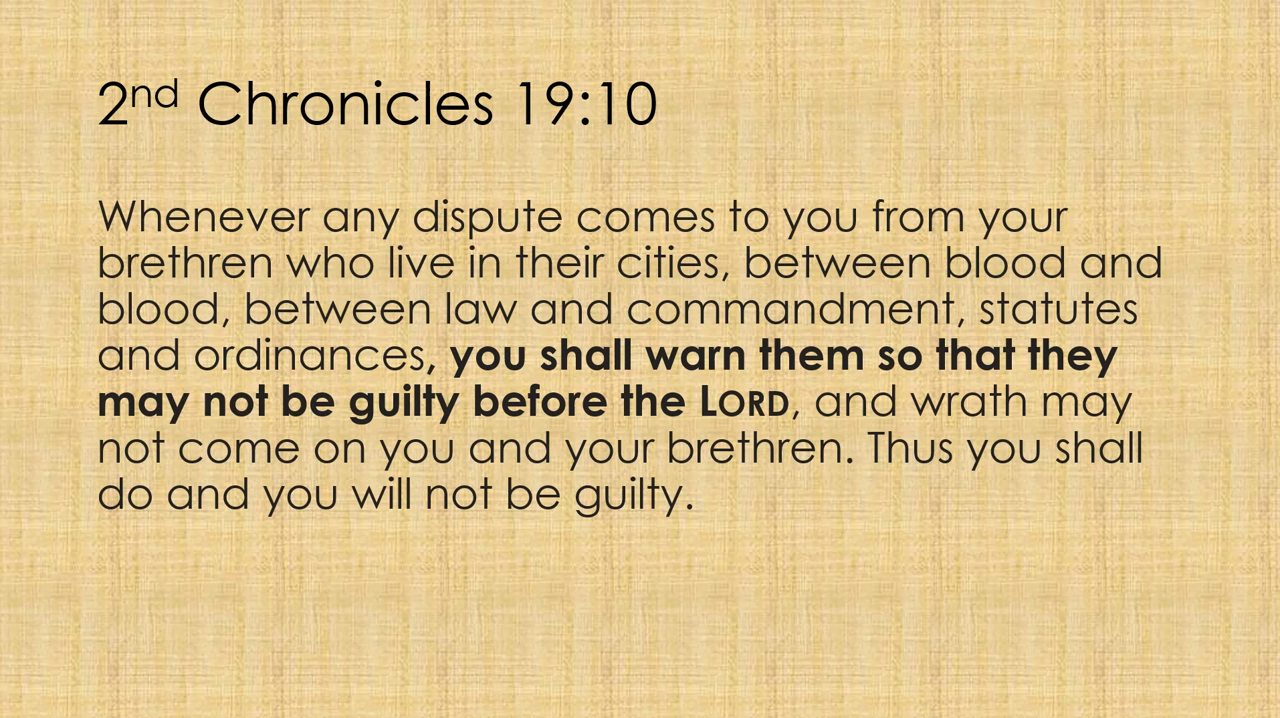 2nd Chronicles 19:10
Whenever any dispute comes to you from your
brethren who live in their cities, between blood and
blood, between law and commandment, statutes
and ordinances, you shall warn them so that they
may not be guilty before the LORD, and wrath may
not come on you and your brethren. Thus you shall
do and you will not be guilty.